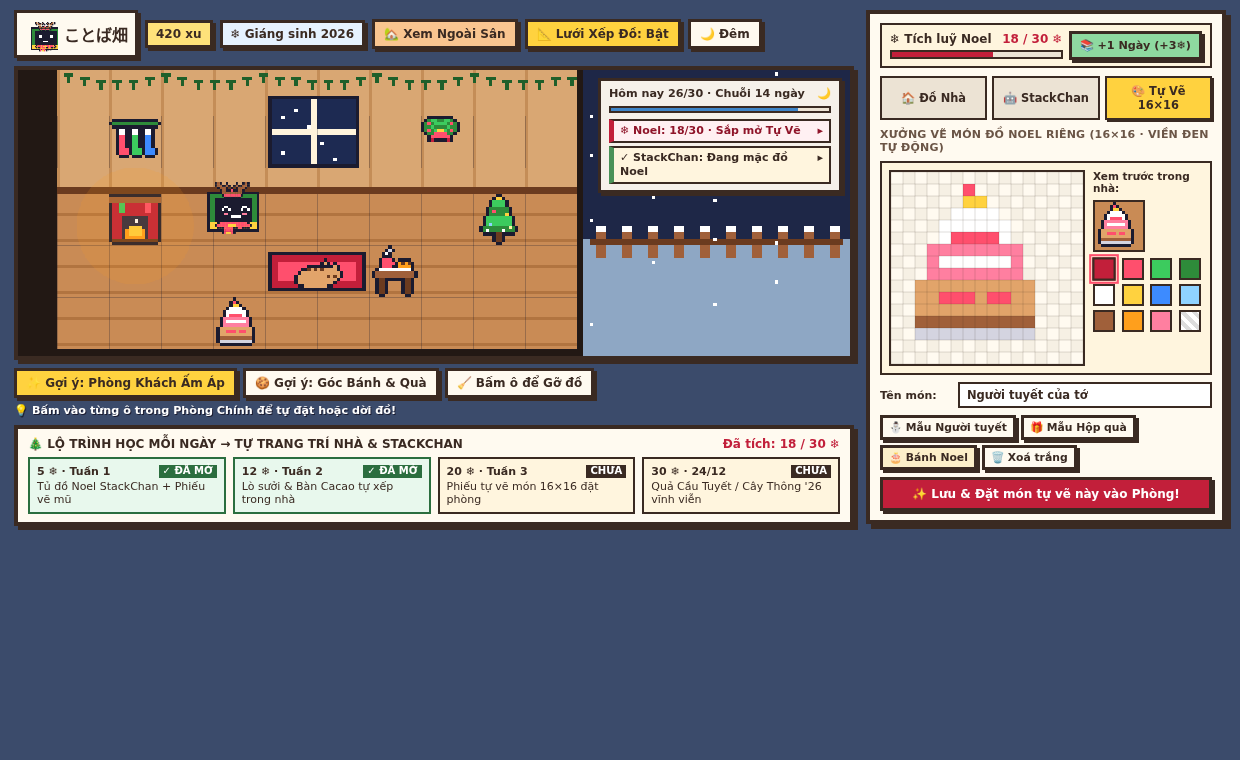 ことば畑
420 xu
❄ Giáng sinh 2026
🏡 Xem Ngoài Sân
📐 Lưới Xếp Đồ: Bật
🌙 Đêm
Hôm nay 26/30 · Chuỗi 14 ngày 🌙
❄ Noel: 18/30 · Sắp mở Tự Vẽ ▸
✓ StackChan: Đang mặc đồ Noel ▸
✨ Gợi ý: Phòng Khách Ấm Áp
🍪 Gợi ý: Góc Bánh & Quà
🧹 Bấm ô để Gỡ đồ
💡 Bấm vào từng ô trong Phòng Chính để tự đặt hoặc dời đồ!
🎄 LỘ TRÌNH HỌC MỖI NGÀY → TỰ TRANG TRÍ NHÀ & STACKCHAN
Đã tích: 18 / 30 ❄
5 ❄ · Tuần 1 ✓ ĐÃ MỞ
Tủ đồ Noel StackChan + Phiếu
vẽ mũ
12 ❄ · Tuần 2 ✓ ĐÃ MỞ
Lò sưởi & Bàn Cacao tự xếp
trong nhà
20 ❄ · Tuần 3 CHƯA
Phiếu tự vẽ món 16×16 đặt
phòng
30 ❄ · 24/12 CHƯA
Quả Cầu Tuyết / Cây Thông '26
vĩnh viễn
❄ Tích luỹ Noel 18 / 30 ❄
📚 +1 Ngày (+3❄)
🏠 Đồ Nhà
🤖 StackChan
🎨 Tự Vẽ
16×16
XƯỞNG VẼ MÓN ĐỒ NOEL RIÊNG (16×16 · VIỀN ĐEN
TỰ ĐỘNG)
Xem trước trong
nhà:
Tên món:
Người tuyết của tớ
⛄ Mẫu Người tuyết
🎁 Mẫu Hộp quà
🎂 Bánh Noel
🗑️ Xoá trắng
✨ Lưu & Đặt món tự vẽ này vào Phòng!